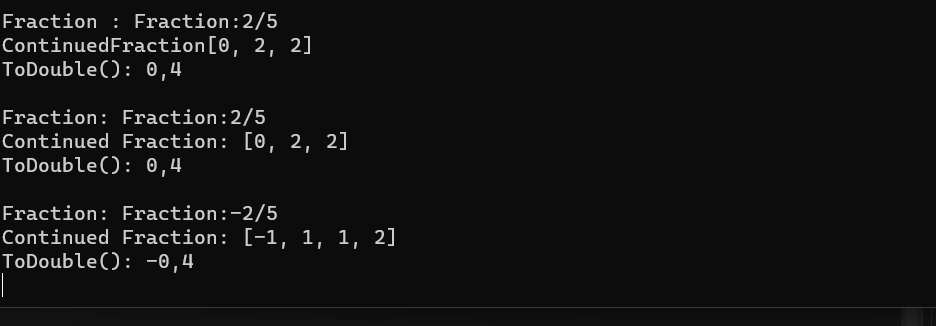 Fraction : Fraction:2/5
ContinuedFraction[0, 2, 2]
ToDouble(): 0,4
Fraction: Fraction:2/5
Continued Fraction: [0, 2, 2]
ToDouble(): 0,4
Fraction: Fraction:-2/5
Continued Fraction: [-1, 1, 1, 2]
ToDouble(): -0,4